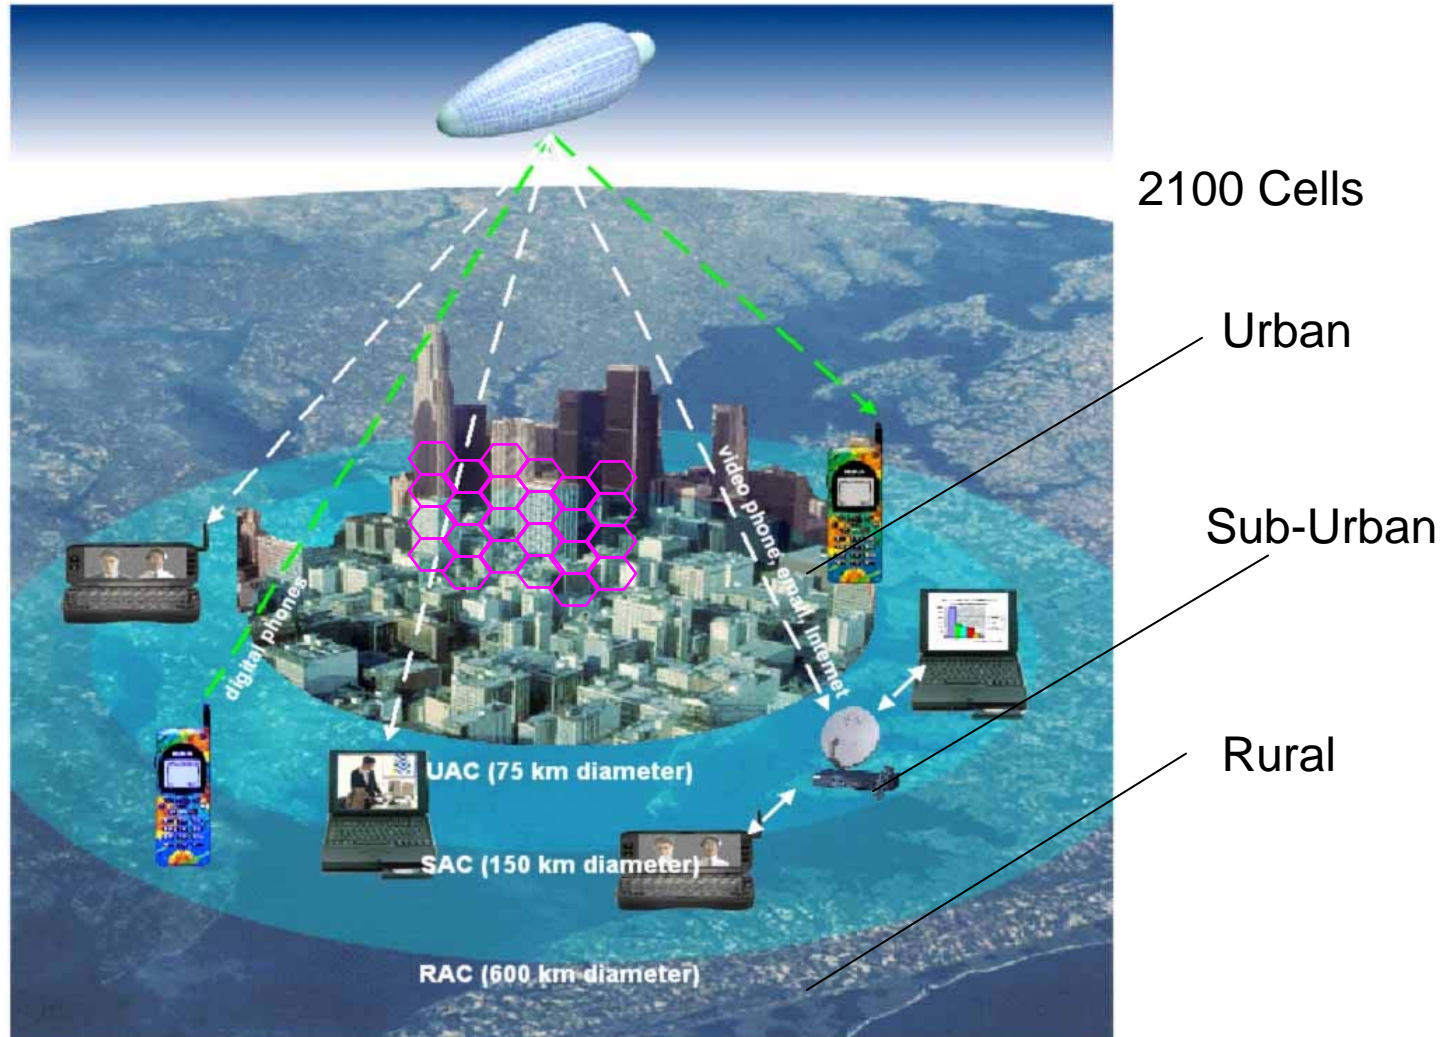 2100 Cells
Urban
video phone, email, internet
Sub-Urban
digital phones
UAC (75 km diameter)
Rural
SAC (150 km diameter)
RAC (600 km diameter)